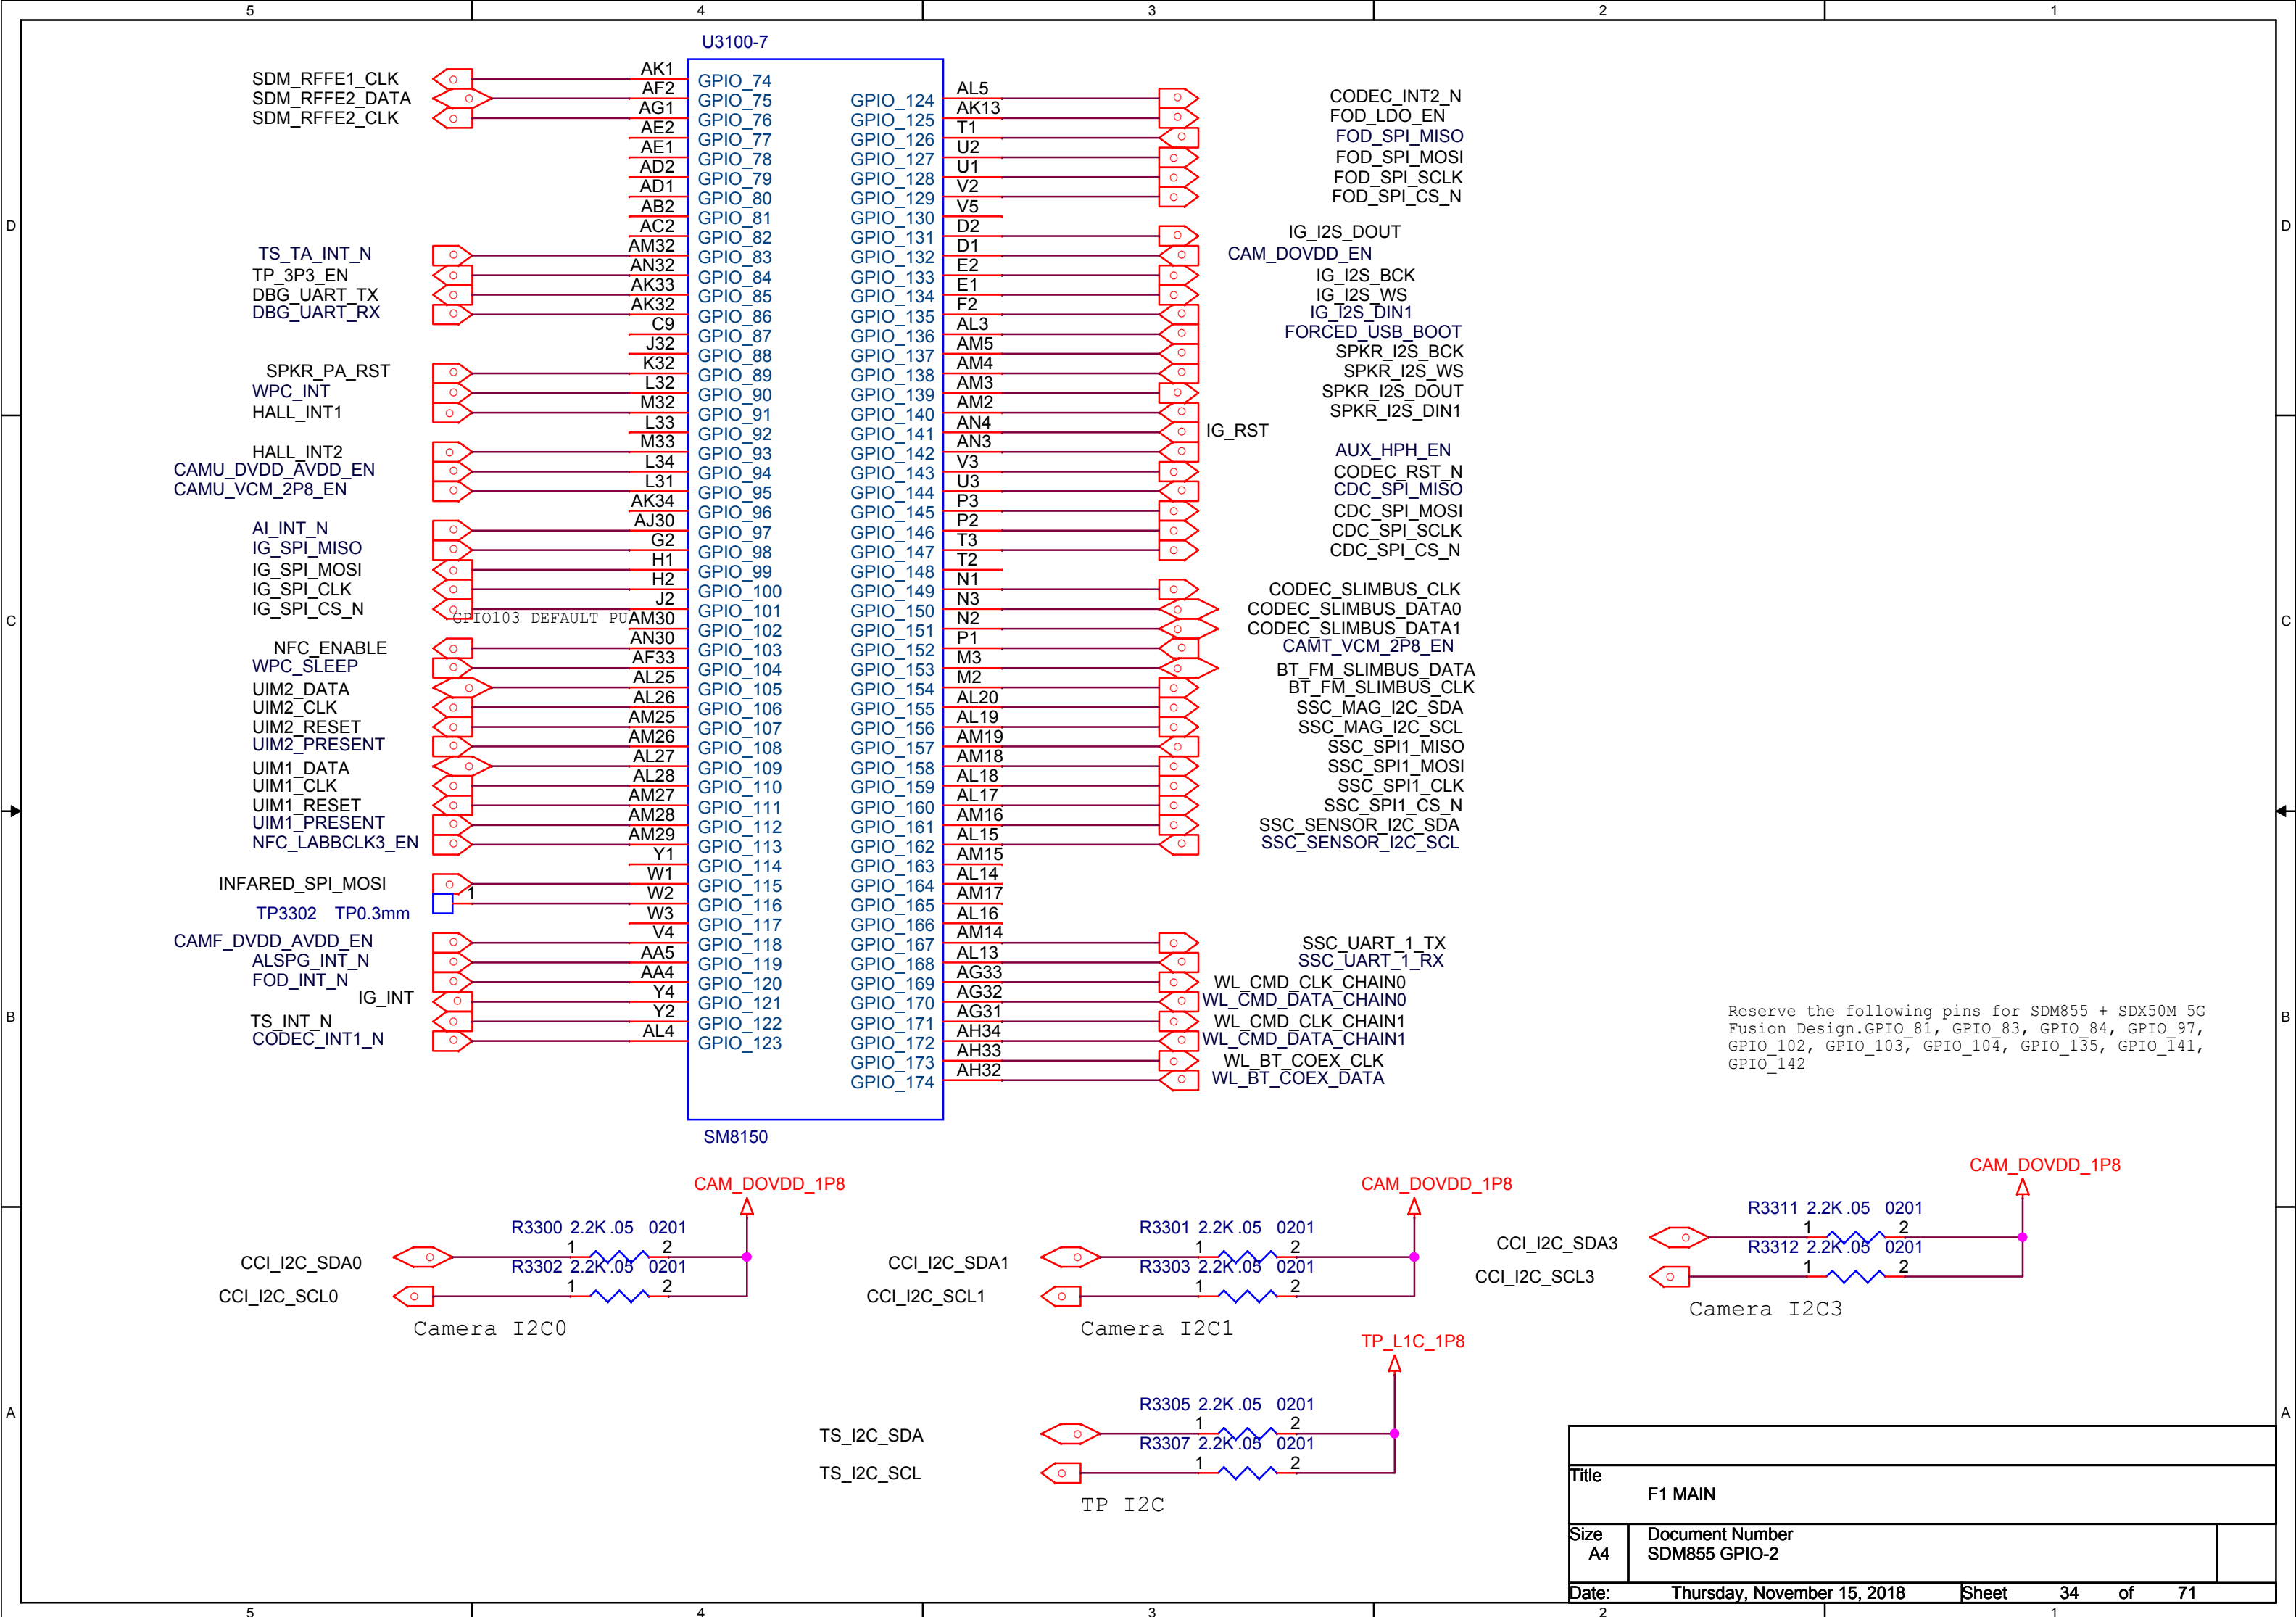 5 4 3 2 1
U3100-7
SDM_RFFE1_CLK AK1 GPIO_74
SDM_RFFE2_DATA AF2 GPIO_75
SDM_RFFE2_CLK AG1 GPIO_76
AE2 GPIO_77
AE1 GPIO_78
AD2 GPIO_79
AD1 GPIO_80
AB2 GPIO_81
AC2 GPIO_82
TS_TA_INT_N AM32 GPIO_83
TP_3P3_EN AN32 GPIO_84
DBG_UART_TX AK33 GPIO_85
DBG_UART_RX AK32 GPIO_86
C9 GPIO_87
J32 GPIO_88
SPKR_PA_RST K32 GPIO_89
WPC_INT L32 GPIO_90
HALL_INT1 M32 GPIO_91
L33 GPIO_92
HALL_INT2 M33 GPIO_93
CAMU_DVDD_AVDD_EN L34 GPIO_94
CAMU_VCM_2P8_EN L31 GPIO_95
AK34 GPIO_96
AI_INT_N AJ30 GPIO_97
IG_SPI_MISO G2 GPIO_98
IG_SPI_MOSI H1 GPIO_99
IG_SPI_CLK H2 GPIO_100
IG_SPI_CS_N J2 GPIO_101
GPIO103 DEFAULT PU AM30 GPIO_102
NFC_ENABLE AN30 GPIO_103
WPC_SLEEP AF33 GPIO_104
UIM2_DATA AL25 GPIO_105
UIM2_CLK AL26 GPIO_106
UIM2_RESET AM25 GPIO_107
UIM2_PRESENT AM26 GPIO_108
UIM1_DATA AL27 GPIO_109
UIM1_CLK AL28 GPIO_110
UIM1_RESET AM27 GPIO_111
UIM1_PRESENT AM28 GPIO_112
NFC_LABBCLK3_EN AM29 GPIO_113
Y1 GPIO_114
INFARED_SPI_MOSI W1 GPIO_115
TP3302 TP0.3mm 1 W2 GPIO_116
W3 GPIO_117
CAMF_DVDD_AVDD_EN V4 GPIO_118
ALSPG_INT_N AA5 GPIO_119
FOD_INT_N AA4 GPIO_120
IG_INT Y4 GPIO_121
TS_INT_N Y2 GPIO_122
CODEC_INT1_N AL4 GPIO_123
GPIO_124 AL5 CODEC_INT2_N
GPIO_125 AK13 FOD_LDO_EN
GPIO_126 T1 FOD_SPI_MISO
GPIO_127 U2 FOD_SPI_MOSI
GPIO_128 U1 FOD_SPI_SCLK
GPIO_129 V2 FOD_SPI_CS_N
GPIO_130 V5
GPIO_131 D2 IG_I2S_DOUT
GPIO_132 D1 CAM_DOVDD_EN
GPIO_133 E2 IG_I2S_BCK
GPIO_134 E1 IG_I2S_WS
GPIO_135 F2 IG_I2S_DIN1
GPIO_136 AL3 FORCED_USB_BOOT
GPIO_137 AM5 SPKR_I2S_BCK
GPIO_138 AM4 SPKR_I2S_WS
GPIO_139 AM3 SPKR_I2S_DOUT
GPIO_140 AM2 SPKR_I2S_DIN1
GPIO_141 AN4 IG_RST
GPIO_142 AN3 AUX_HPH_EN
GPIO_143 V3 CODEC_RST_N
GPIO_144 U3 CDC_SPI_MISO
GPIO_145 P3 CDC_SPI_MOSI
GPIO_146 P2 CDC_SPI_SCLK
GPIO_147 T3 CDC_SPI_CS_N
GPIO_148 T2
GPIO_149 N1 CODEC_SLIMBUS_CLK
GPIO_150 N3 CODEC_SLIMBUS_DATA0
GPIO_151 N2 CODEC_SLIMBUS_DATA1
GPIO_152 P1 CAMT_VCM_2P8_EN
GPIO_153 M3 BT_FM_SLIMBUS_DATA
GPIO_154 M2 BT_FM_SLIMBUS_CLK
GPIO_155 AL20 SSC_MAG_I2C_SDA
GPIO_156 AL19 SSC_MAG_I2C_SCL
GPIO_157 AM19 SSC_SPI1_MISO
GPIO_158 AM18 SSC_SPI1_MOSI
GPIO_159 AL18 SSC_SPI1_CLK
GPIO_160 AL17 SSC_SPI1_CS_N
GPIO_161 AM16 SSC_SENSOR_I2C_SDA
GPIO_162 AL15 SSC_SENSOR_I2C_SCL
GPIO_163 AM15
GPIO_164 AL14
GPIO_165 AM17
GPIO_166 AL16
GPIO_167 AM14 SSC_UART_1_TX
GPIO_168 AL13 SSC_UART_1_RX
GPIO_169 AG33 WL_CMD_CLK_CHAIN0
GPIO_170 AG32 WL_CMD_DATA_CHAIN0
GPIO_171 AG31 WL_CMD_CLK_CHAIN1
GPIO_172 AH34 WL_CMD_DATA_CHAIN1
GPIO_173 AH33 WL_BT_COEX_CLK
GPIO_174 AH32 WL_BT_COEX_DATA
SM8150
Reserve the following pins for SDM855 + SDX50M 5G
Fusion Design.GPIO_81, GPIO_83, GPIO_84, GPIO_97,
GPIO_102, GPIO_103, GPIO_104, GPIO_135, GPIO_141,
GPIO_142
CAM_DOVDD_1P8
R3300 2.2K .05 0201
CCI_I2C_SDA0 1 2
R3302 2.2K .05 0201
CCI_I2C_SCL0 1 2
Camera I2C0
CAM_DOVDD_1P8
R3301 2.2K .05 0201
CCI_I2C_SDA1 1 2
R3303 2.2K .05 0201
CCI_I2C_SCL1 1 2
Camera I2C1
CAM_DOVDD_1P8
R3311 2.2K .05 0201
CCI_I2C_SDA3 1 2
R3312 2.2K .05 0201
CCI_I2C_SCL3 1 2
Camera I2C3
TP_L1C_1P8
R3305 2.2K .05 0201
TS_I2C_SDA 1 2
R3307 2.2K .05 0201
TS_I2C_SCL 1 2
TP I2C
D D
C C
B B
A A
Title
F1 MAIN
Size Document Number
A4 SDM855 GPIO-2
Date: Thursday, November 15, 2018 Sheet 34 of 71
5 4 3 2 1